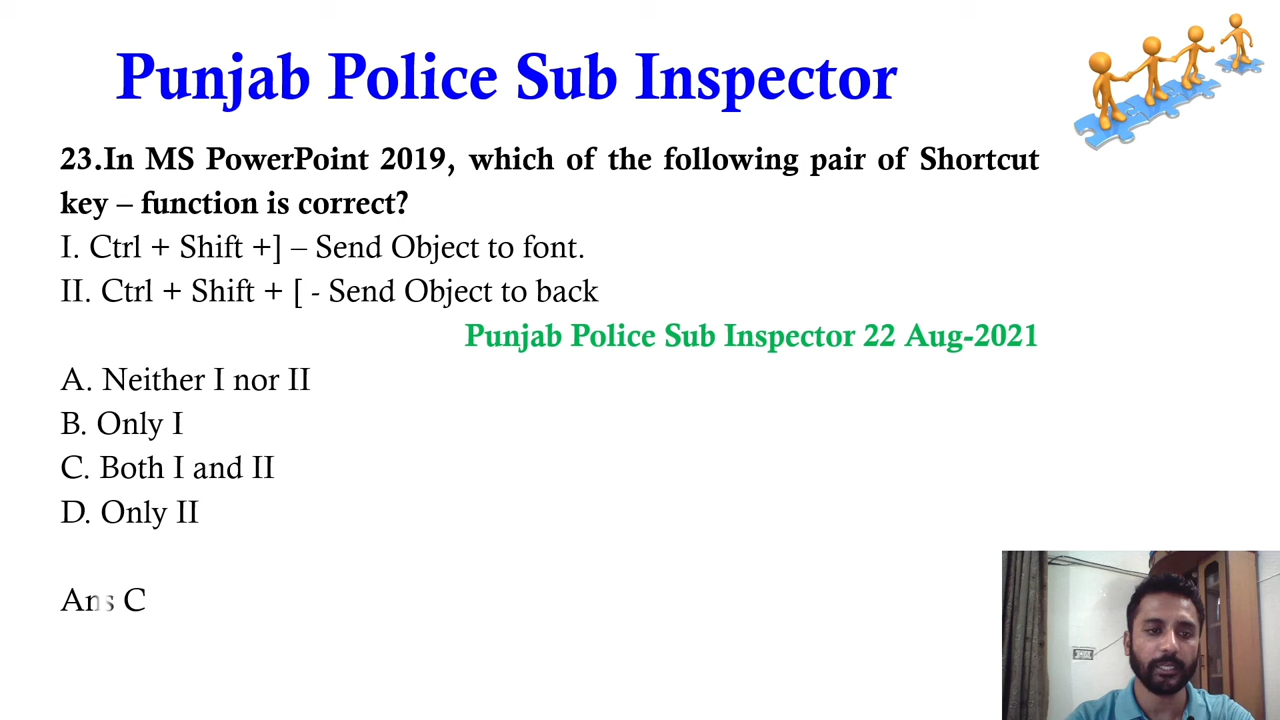 Punjab Police Sub Inspector
23.In MS PowerPoint 2019, which of the following pair of Shortcut
key – function is correct?
I. Ctrl + Shift +] – Send Object to font.
II. Ctrl + Shift + [ - Send Object to back
Punjab Police Sub Inspector 22 Aug-2021
A. Neither I nor II
B. Only I
C. Both I and II
D. Only II
Ans C